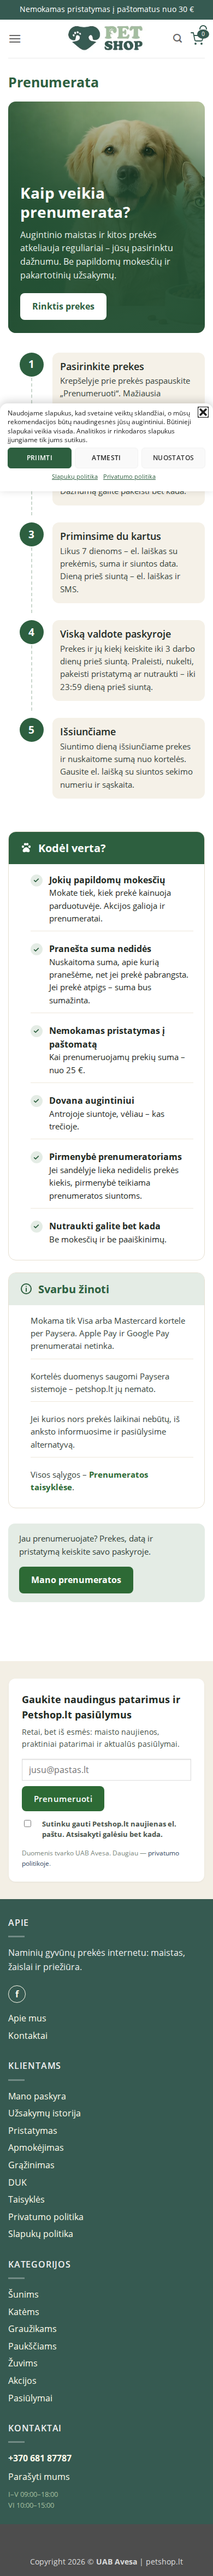 Nemokamas pristatymas į paštomatus nuo 30 €
PET
SHOP
0
Prenumerata
Kaip veikia
prenumerata?
Augintinio maistas ir kitos prekės
atkeliauja reguliariai – jūsų pasirinktu
dažnumu. Be papildomų mokesčių ir
pakartotinių užsakymų.
Rinktis prekes
1
Pasirinkite prekes
Krepšelyje prie prekės paspauskite
„Prenumeruoti“. Mažiausia
Naudojame slapukus, kad svetainė veiktų sklandžiai, o mūsų
rekomenduojamos būtų naudingos jūsų augintiniui. Būtinieji
slapukai veikia visada. Analitikos ir rinkodaros slapukus
įjungiame tik jums sutikus.
PRIIMTI
ATMESTI
NUOSTATOS
Slapukų politika
Privatumo politika
Dažnumą galite pakeisti bet kada.
3
Priminsime du kartus
Likus 7 dienoms – el. laiškas su
prekėmis, suma ir siuntos data.
Dieną prieš siuntą – el. laiškas ir
SMS.
4
Viską valdote paskyroje
Prekes ir jų kiekį keiskite iki 3 darbo
dienų prieš siuntą. Praleisti, nukelti,
pakeisti pristatymą ar nutraukti – iki
23:59 dieną prieš siuntą.
5
Išsiunčiame
Siuntimo dieną išsiunčiame prekes
ir nuskaitome sumą nuo kortelės.
Gausite el. laišką su siuntos sekimo
numeriu ir sąskaita.
Kodėl verta?
Jokių papildomų mokesčių
Mokate tiek, kiek prekė kainuoja
parduotuvėje. Akcijos galioja ir
prenumeratai.
Pranešta suma nedidės
Nuskaitoma suma, apie kurią
pranešėme, net jei prekė pabrangsta.
Jei prekė atpigs – suma bus
sumažinta.
Nemokamas pristatymas į
paštomatą
Kai prenumeruojamų prekių suma –
nuo 25 €.
Dovana augintiniui
Antrojoje siuntoje, vėliau – kas
trečioje.
Pirmenybė prenumeratoriams
Jei sandėlyje lieka nedidelis prekės
kiekis, pirmenybė teikiama
prenumeratos siuntoms.
Nutraukti galite bet kada
Be mokesčių ir be paaiškinimų.
Svarbu žinoti
Mokama tik Visa arba Mastercard kortele
per Paysera. Apple Pay ir Google Pay
prenumeratai netinka.
Kortelės duomenys saugomi Paysera
sistemoje – petshop.lt jų nemato.
Jei kurios nors prekės laikinai nebūtų, iš
anksto informuosime ir pasiūlysime
alternatyvą.
Visos sąlygos – Prenumeratos
taisyklėse.
Jau prenumeruojate? Prekes, datą ir
pristatymą keiskite savo paskyroje.
Mano prenumeratos
Gaukite naudingus patarimus ir
Petshop.lt pasiūlymus
Retai, bet iš esmės: maisto naujienos,
praktiniai patarimai ir aktualūs pasiūlymai.
jusu@pastas.lt
Prenumeruoti
Sutinku gauti Petshop.lt naujienas el.
paštu. Atsisakyti galėsiu bet kada.
Duomenis tvarko UAB Avesa. Daugiau — privatumo
politikoje.
APIE
Naminių gyvūnų prekės internetu: maistas,
žaislai ir priežiūra.
f
Apie mus
Kontaktai
KLIENTAMS
Mano paskyra
Užsakymų istorija
Pristatymas
Apmokėjimas
Grąžinimas
DUK
Taisyklės
Privatumo politika
Slapukų politika
KATEGORIJOS
Šunims
Katėms
Graužikams
Paukščiams
Žuvims
Akcijos
Pasiūlymai
KONTAKTAI
+370 681 87787
Parašyti mums
I–V 09:00–18:00
VI 10:00–15:00
Copyright 2026 © UAB Avesa | petshop.lt